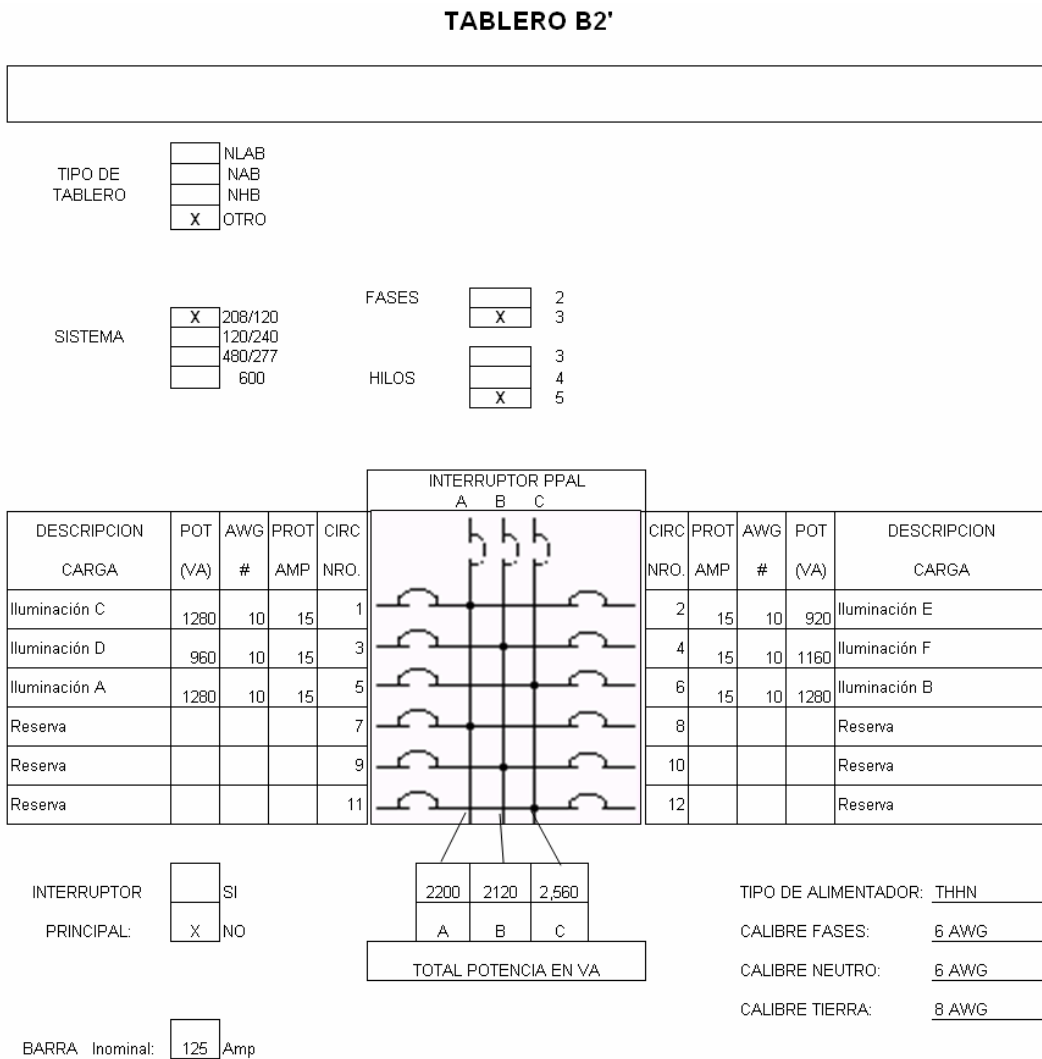 TABLERO B2'
TIPO DE TABLERO
NLAB
NAB
NHB
X OTRO
SISTEMA
X 208/120
120/240
480/277
600
FASES
2
X 3
HILOS
3
4
X 5
INTERRUPTOR PPAL
A B C
DESCRIPCION CARGA POT (VA) AWG # PROT AMP CIRC NRO. CIRC NRO. PROT AMP AWG # POT (VA) DESCRIPCION CARGA
Iluminación C 1280 10 15 1 2 15 10 920 Iluminación E
Iluminación D 960 10 15 3 4 15 10 1160 Iluminación F
Iluminación A 1280 10 15 5 6 15 10 1280 Iluminación B
Reserva 7 8 Reserva
Reserva 9 10 Reserva
Reserva 11 12 Reserva
INTERRUPTOR PRINCIPAL:
SI
X NO
2200 2120 2,560
A B C
TOTAL POTENCIA EN VA
TIPO DE ALIMENTADOR: THHN
CALIBRE FASES: 6 AWG
CALIBRE NEUTRO: 6 AWG
CALIBRE TIERRA: 8 AWG
BARRA Inominal: 125 Amp